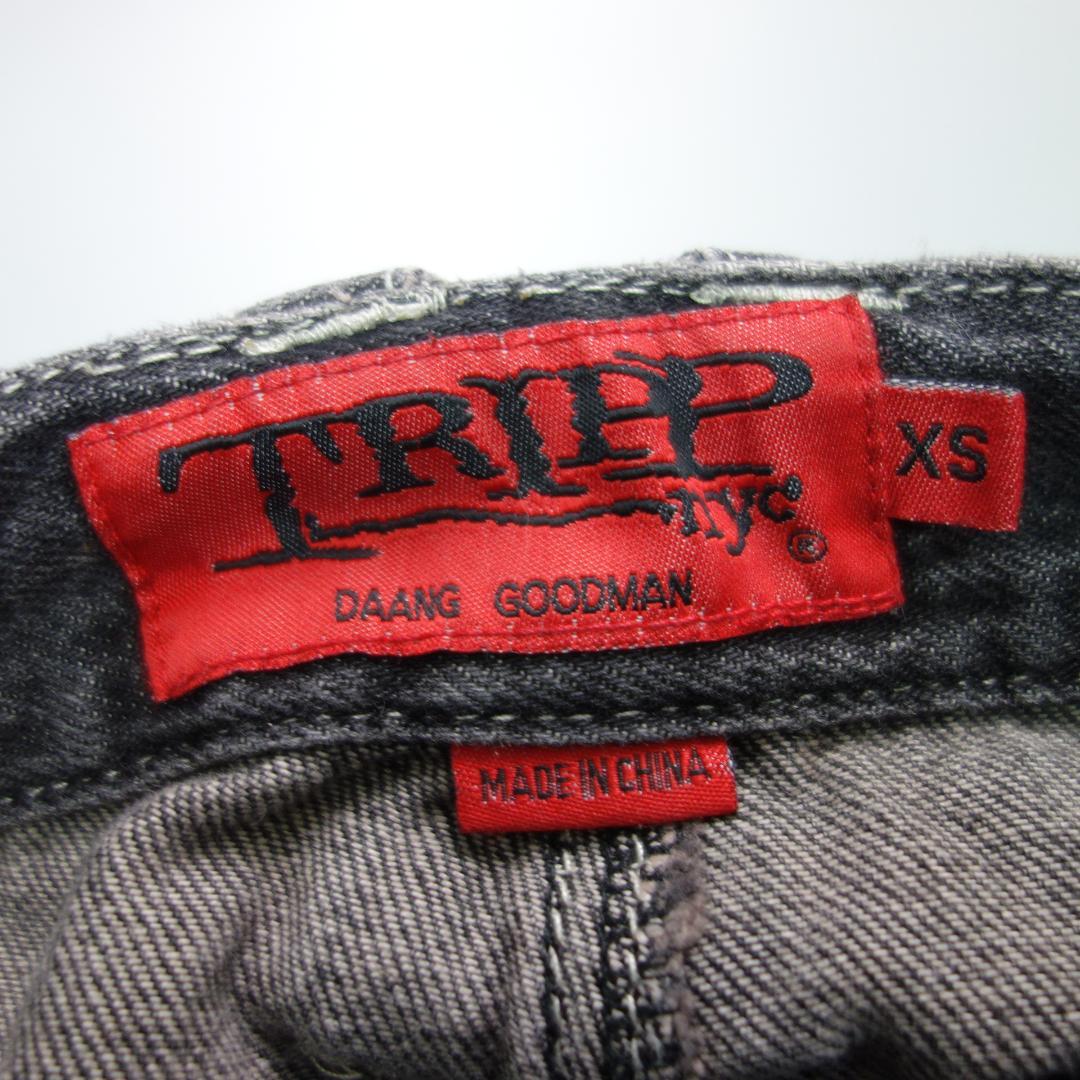 TRIPP
nyc ®
DAANG GOODMAN
XS
MADE IN CHINA